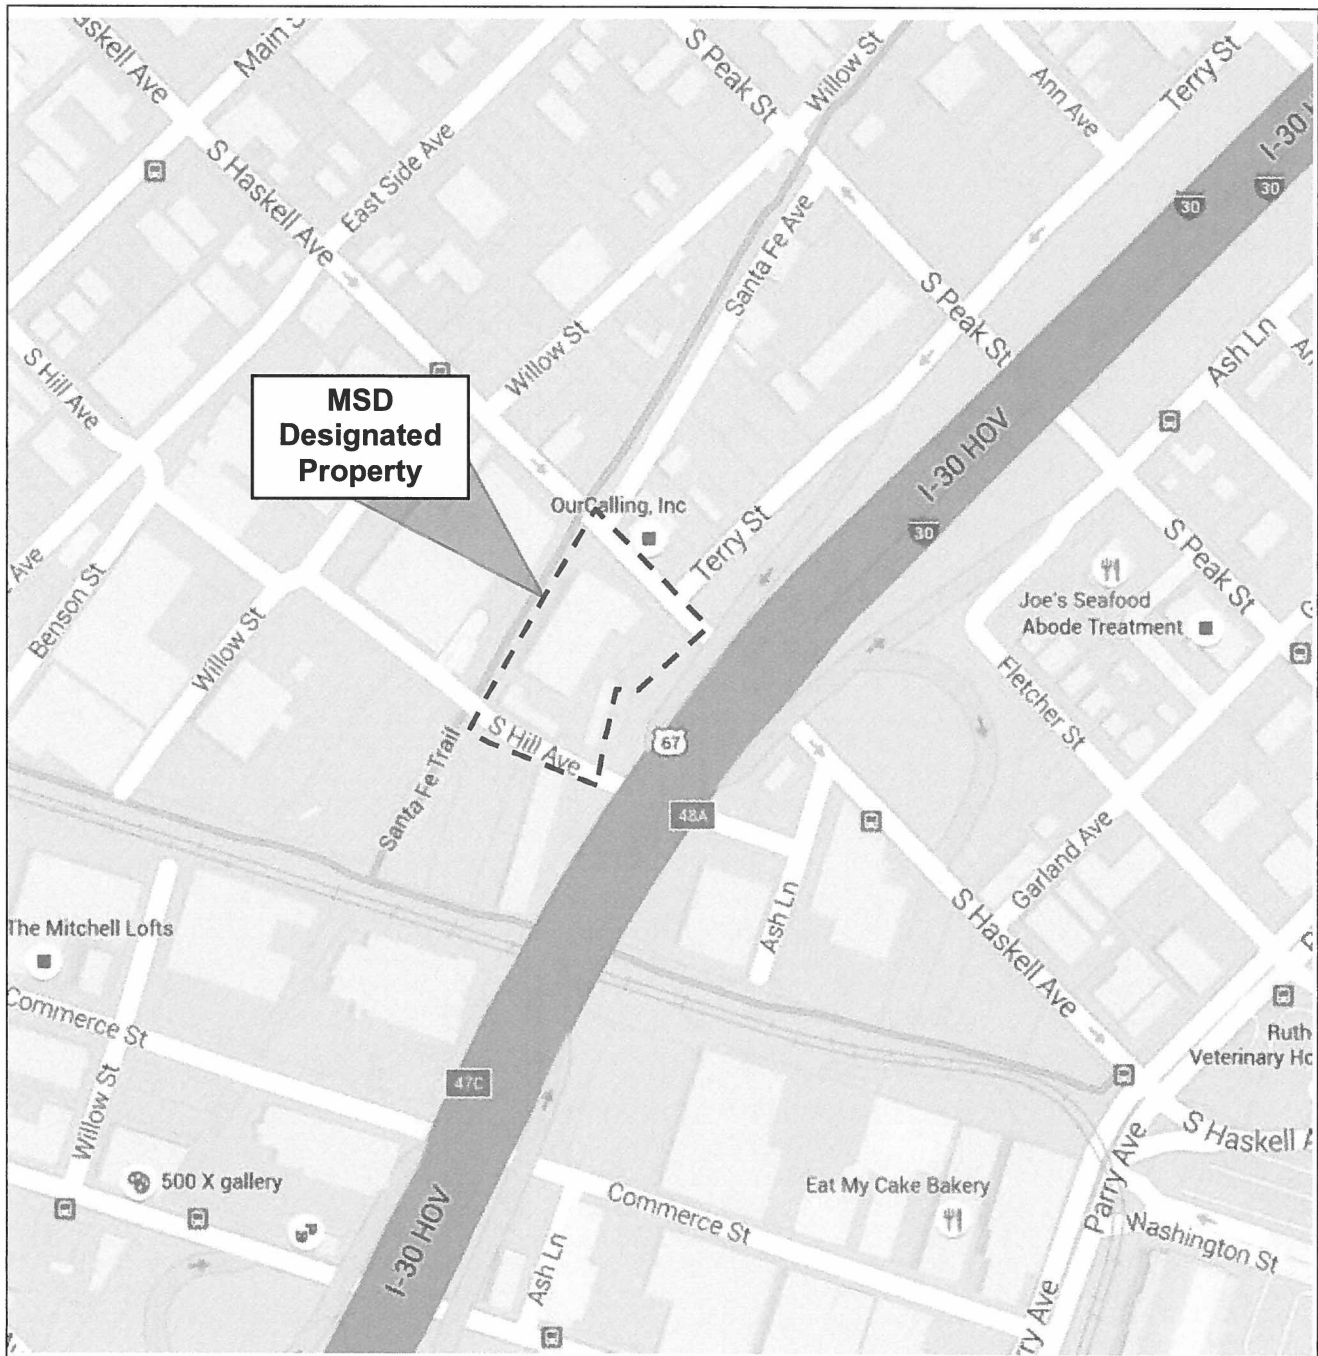 Haskell Ave
Main
S Peak St
Willow St
Ann Ave
Terry St
I-30
30
30
S Haskell Ave
East Side Ave
Santa Fe Ave
S Peak St
Ash Ln
S Hill Ave
Willow St
MSD
Designated
Property
I-30 HOV
30
OurCalling, Inc
Terry St
S Peak St
Joe's Seafood
Abode Treatment
Ave
Benson St
Willow St
Fletcher St
S Hill Ave
67
Santa Fe Trail
48A
Garland Ave
Ash Ln
S Haskell Ave
The Mitchell Lofts
Commerce St
Ruth
Veterinary Ho
47C
Willow St
S Haskell A
Parry Ave
500 X gallery
Eat My Cake Bakery
Commerce St
Washington St
I-30 HOV
Ash Ln
ry Ave